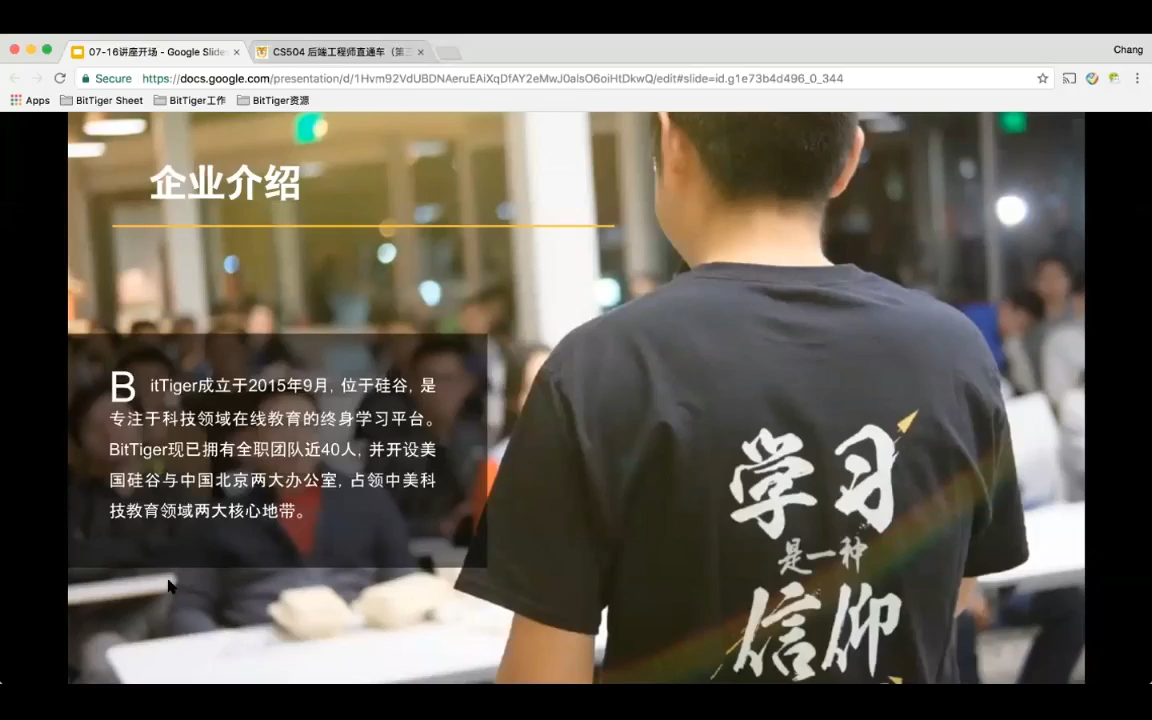 07-16讲座开场 - Google Slide
CS504 后端工程师直通车（第三
Chang
Secure
https://docs.google.com/presentation/d/1Hvm92VdUBDNAeruEAiXqDfAY2eMwJ0alsO6oiHtDkwQ/edit#slide=id.g1e73b4d496_0_344
Apps
BitTiger Sheet
BitTiger工作
BitTiger资源
企业介绍
BitTiger成立于2015年9月, 位于硅谷, 是
专注于科技领域在线教育的终身学习平台。
BitTiger现已拥有全职团队近40人, 并开设美
国硅谷与中国北京两大办公室, 占领中美科
技教育领域两大核心地带。
学习
是一种
信仰